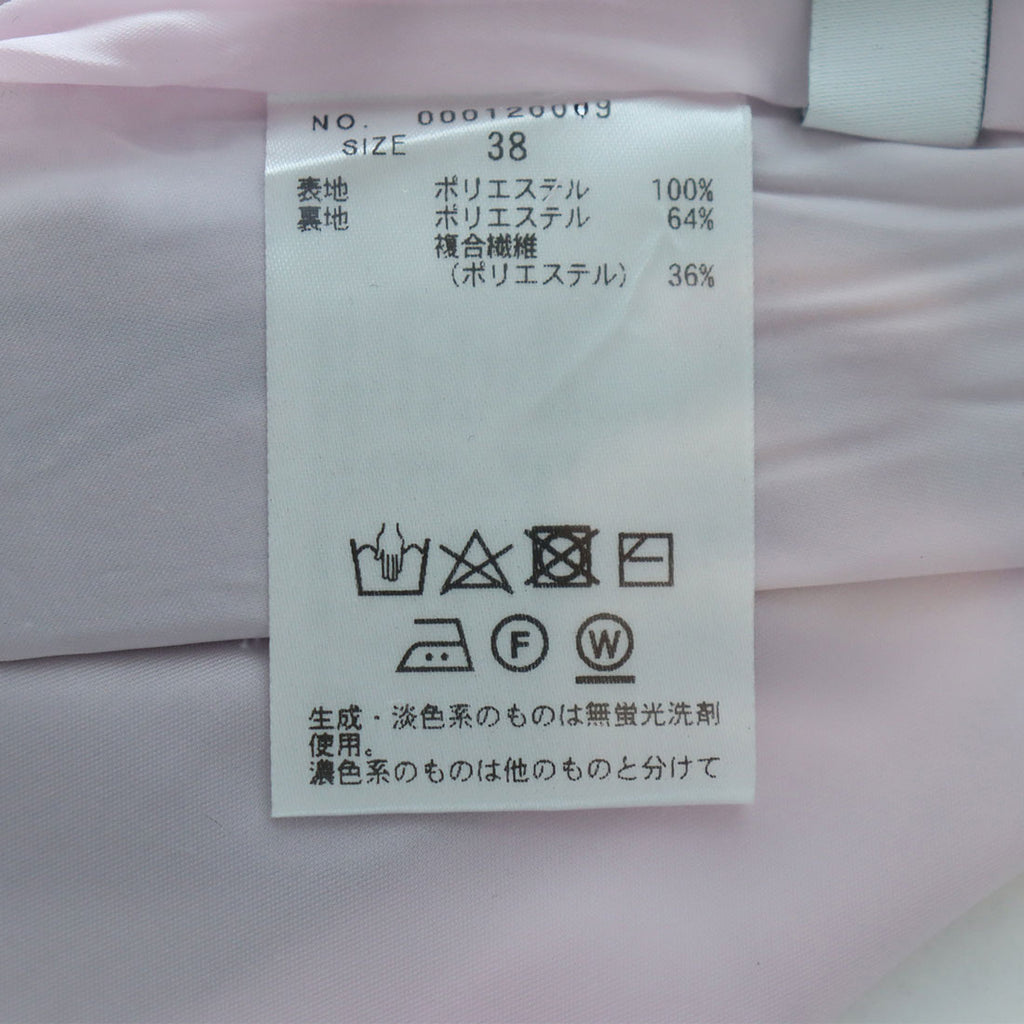 NO. 000120009
SIZE 38
表地 ポリエステル 100%
裏地 ポリエステル 64%
複合繊維
(ポリエステル) 36%
F W
生成・淡色系のものは無蛍光洗剤
使用。
濃色系のものは他のものと分けて